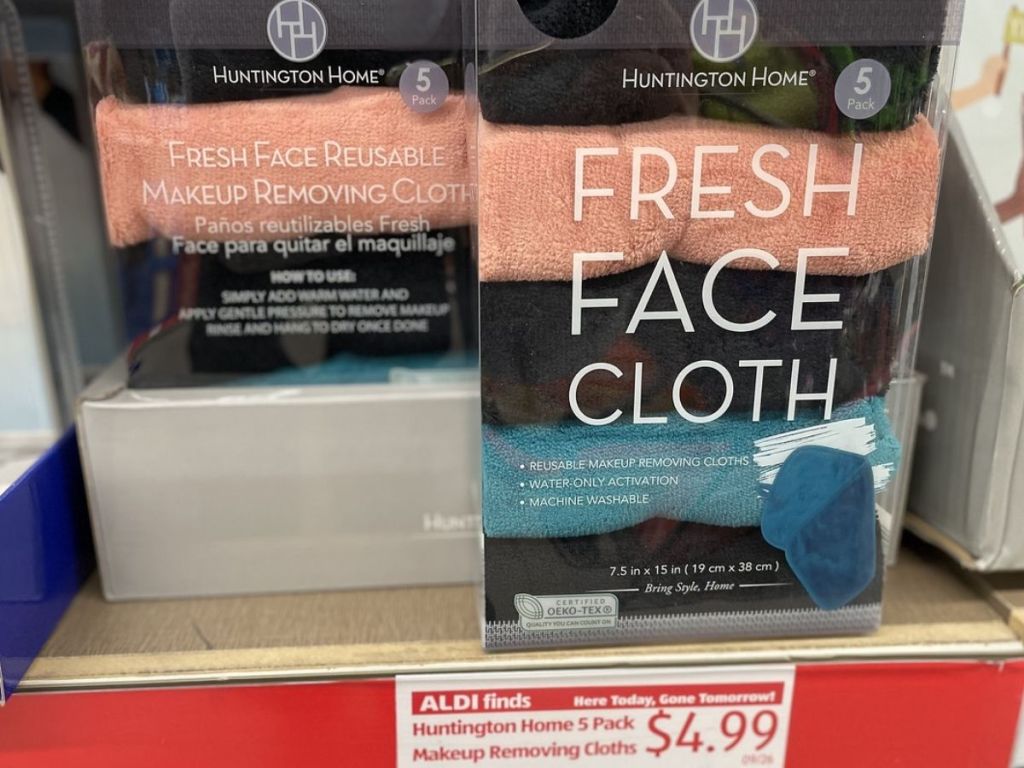 HUNTINGTON HOME®
5
Pack
FRESH FACE REUSABLE
MAKEUP REMOVING CLOTH
Paños reutilizables Fresh
Face para quitar el maquillaje
HOW TO USE:
SIMPLY ADD WARM WATER AND
APPLY GENTLE PRESSURE TO REMOVE MAKEUP
RINSE AND HANG TO DRY ONCE DONE
HUNTINGTON HOME®
5
Pack
FRESH
FACE
CLOTH
• REUSABLE MAKEUP REMOVING CLOTHS
• WATER-ONLY ACTIVATION
• MACHINE WASHABLE
7.5 in x 15 in ( 19 cm x 38 cm )
Bring Style, Home
CERTIFIED
OEKO-TEX®
QUALITY YOU CAN COUNT ON
ALDI finds Here Today, Gone Tomorrow!
Huntington Home 5 Pack
Makeup Removing Cloths $4.99
09/26